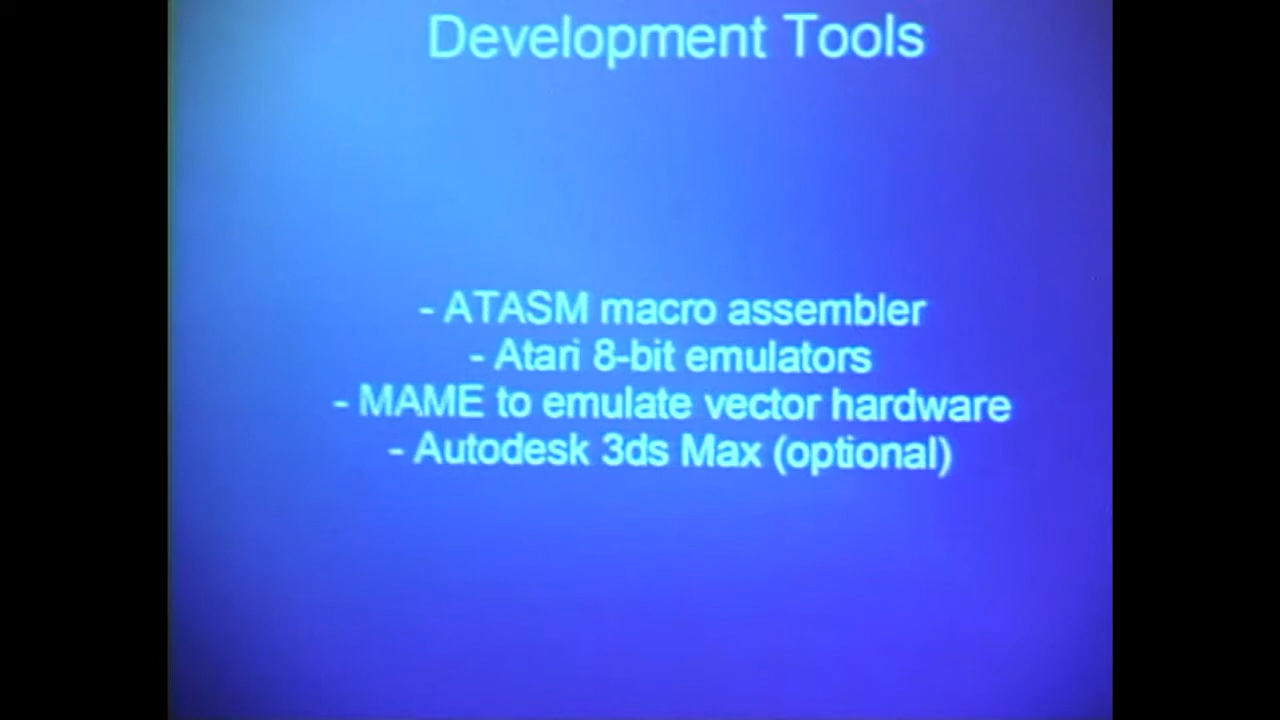 Development Tools
- ATASM macro assembler
- Atari 8-bit emulators
- MAME to emulate vector hardware
- Autodesk 3ds Max (optional)